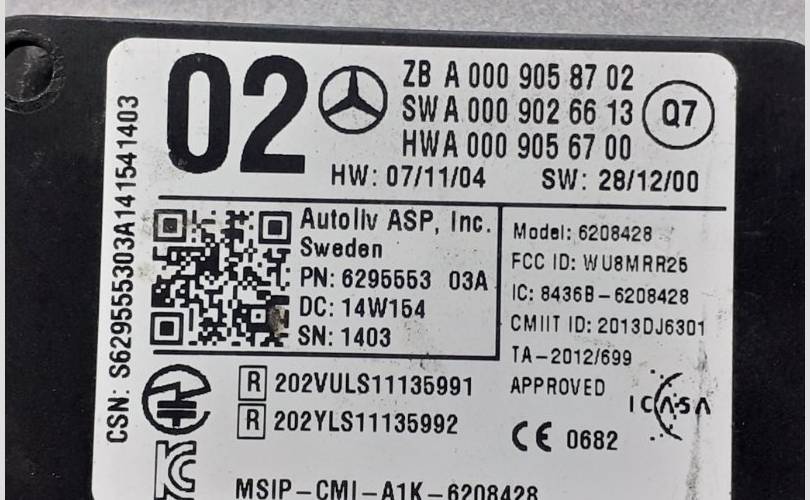 02
ZB A 000 905 87 02
SW A 000 902 66 13
HW A 000 905 67 00
Q7
HW: 07/11/04 SW: 28/12/00
CSN: S629555303A141541403
Autoliv ASP, Inc.
Sweden
PN: 6295553 03A
DC: 14W154
SN: 1403
Model: 6208428
FCC ID: WU8MRR25
IC: 8436B-6208428
CMIIT ID: 2013DJ6301
TA-2012/699
APPROVED
ICASA
R 202VULS11135991
R 202YLS11135992
CE 0682
MSIP-CMI-A1K-6208428